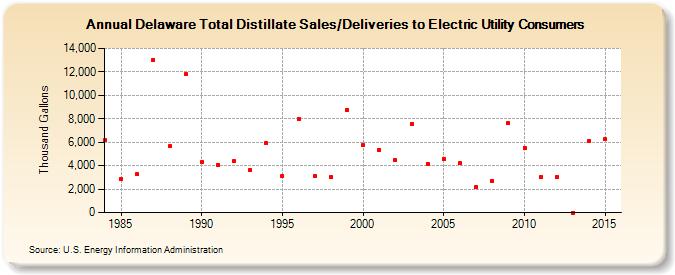 Annual Delaware Total Distillate Sales/Deliveries to Electric Utility Consumers
Thousand Gallons
14,000
12,000
10,000
8,000
6,000
4,000
2,000
0
1985 1990 1995 2000 2005 2010 2015
Source: U.S. Energy Information Administration